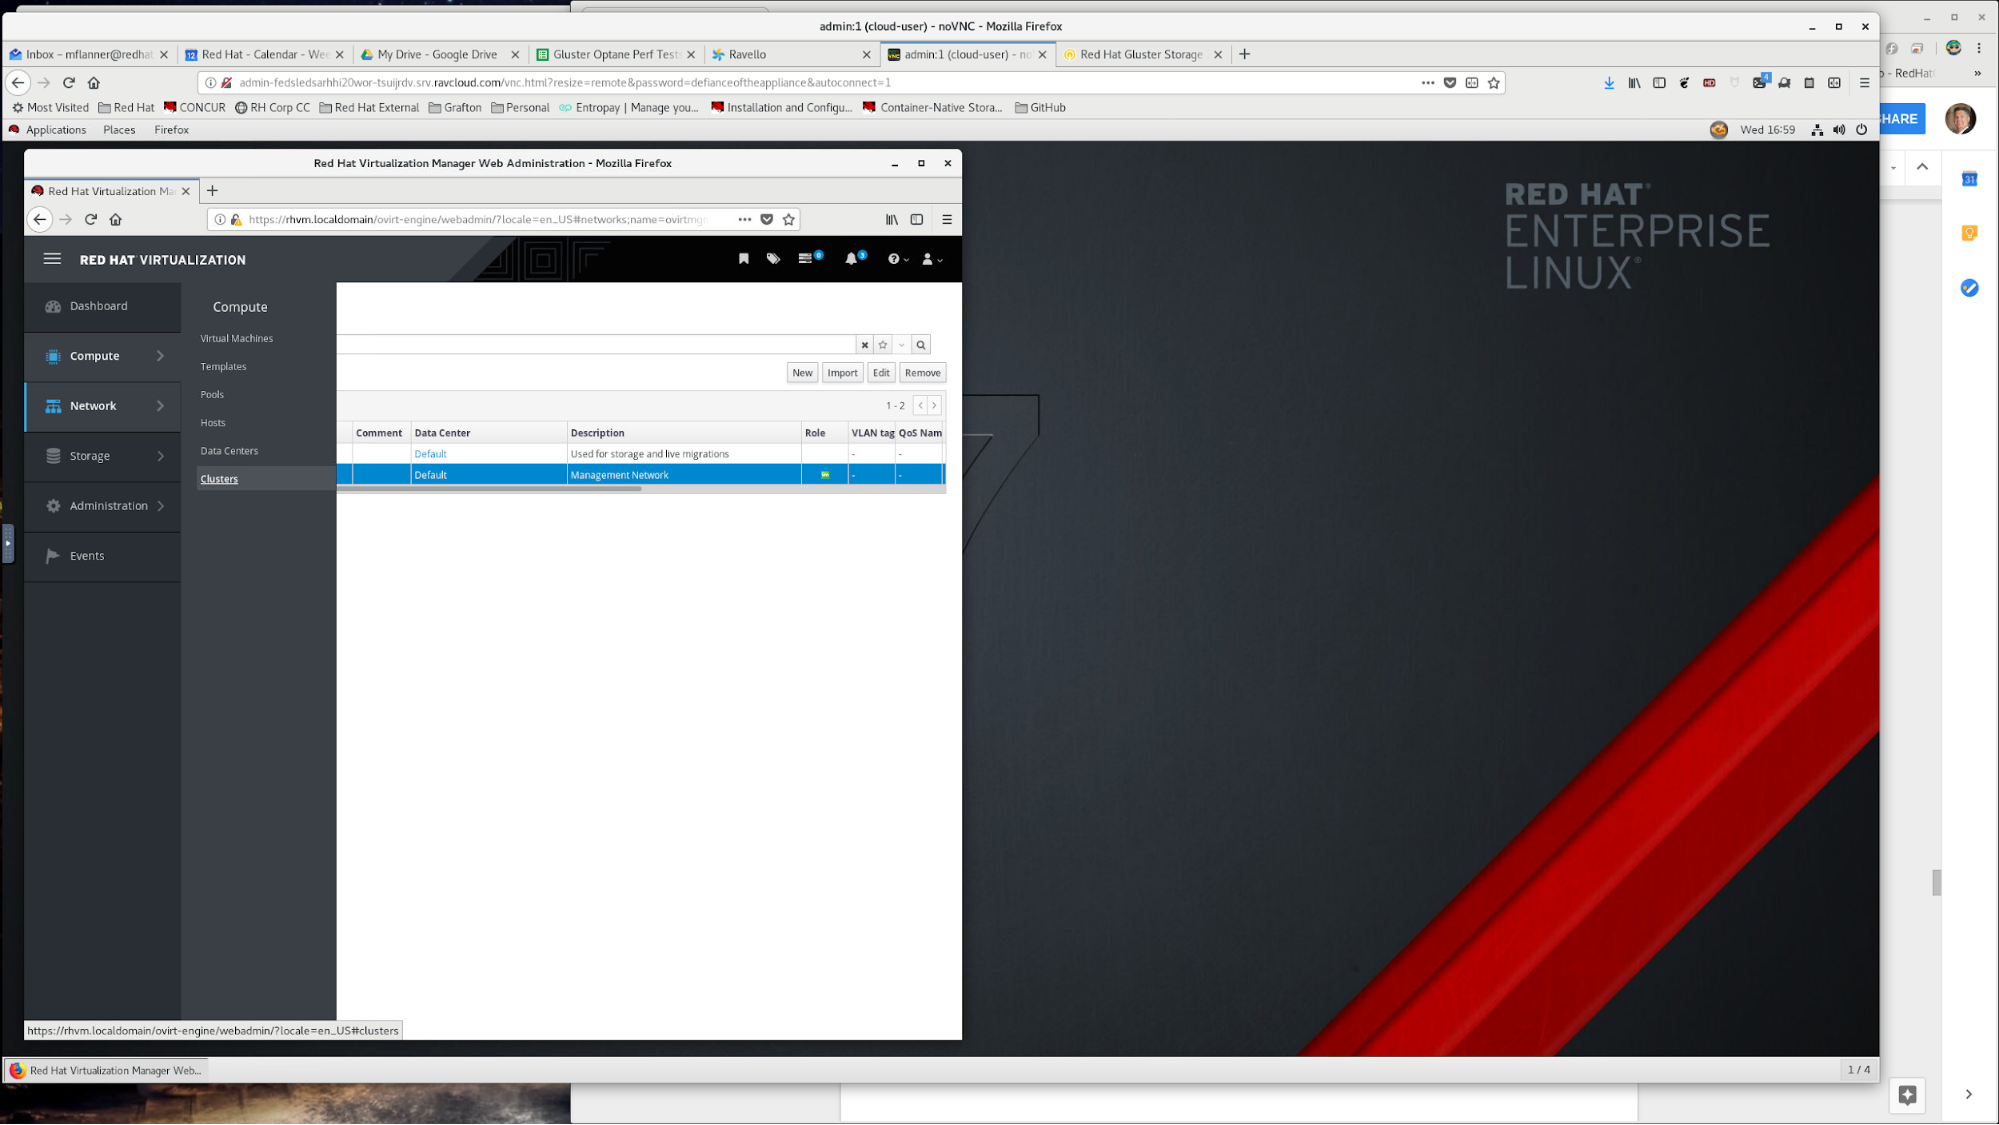 admin:1 (cloud-user) - noVNC - Mozilla Firefox
Inbox – mflanner@redhat
Red Hat - Calendar - Wee
My Drive - Google Drive
Gluster Optane Perf Tests
Ravello
admin:1 (cloud-user) - no
Red Hat Gluster Storage
admin-fedsledsarhhi20wor-tsuijrdv.srv.ravcloud.com/vnc.html?resize=remote&password=defianceoftheappliance&autoconnect=1
4
- RedHat
Most Visited
Red Hat
CONCUR
RH Corp CC
Red Hat External
Grafton
Personal
Entropay | Manage you...
Installation and Configu...
Container-Native Stora...
GitHub
Applications
Places
Firefox
Wed 16:59
HARE
Red Hat Virtualization Manager Web Administration - Mozilla Firefox
Red Hat Virtualization Ma
https://rhvm.localdomain/ovirt-engine/webadmin/?locale=en_US#networks;name=ovirtmgm
RED HAT
ENTERPRISE
LINUX
RED HAT VIRTUALIZATION
0
3
Dashboard
Compute
Network
Storage
Administration
Events
Compute
Virtual Machines
Templates
Pools
Hosts
Data Centers
Clusters
New
Import
Edit
Remove
1 - 2
Comment
Data Center
Description
Role
VLAN tag
QoS Nam
Default
Used for storage and live migrations
-
-
Default
Management Network
-
-
31
https://rhvm.localdomain/ovirt-engine/webadmin/?locale=en_US#clusters
Red Hat Virtualization Manager Web...
1 / 4